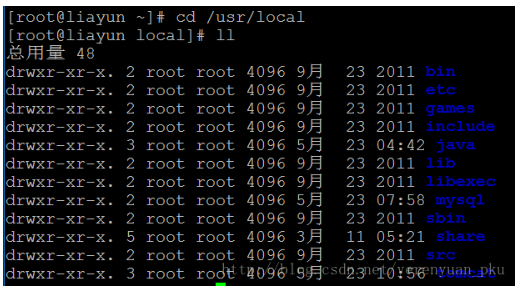 [root@liayun ~]# cd /usr/local
[root@liayun local]# ll
总用量 48
drwxr-xr-x. 2 root root 4096 9月  23 2011 bin
drwxr-xr-x. 2 root root 4096 9月  23 2011 etc
drwxr-xr-x. 2 root root 4096 9月  23 2011 games
drwxr-xr-x. 2 root root 4096 9月  23 2011 include
drwxr-xr-x. 3 root root 4096 5月  23 04:42 java
drwxr-xr-x. 2 root root 4096 9月  23 2011 lib
drwxr-xr-x. 2 root root 4096 9月  23 2011 libexec
drwxr-xr-x. 2 root root 4096 5月  23 07:58 mysql
drwxr-xr-x. 2 root root 4096 9月  23 2011 sbin
drwxr-xr-x. 5 root root 4096 3月  11 05:21 share
drwxr-xr-x. 2 root root 4096 9月  23 2011 src
drwxr-xr-x. 3 root root 4096 5月  23 10:56
http://blog.csdn.net/yerenyuan_pku